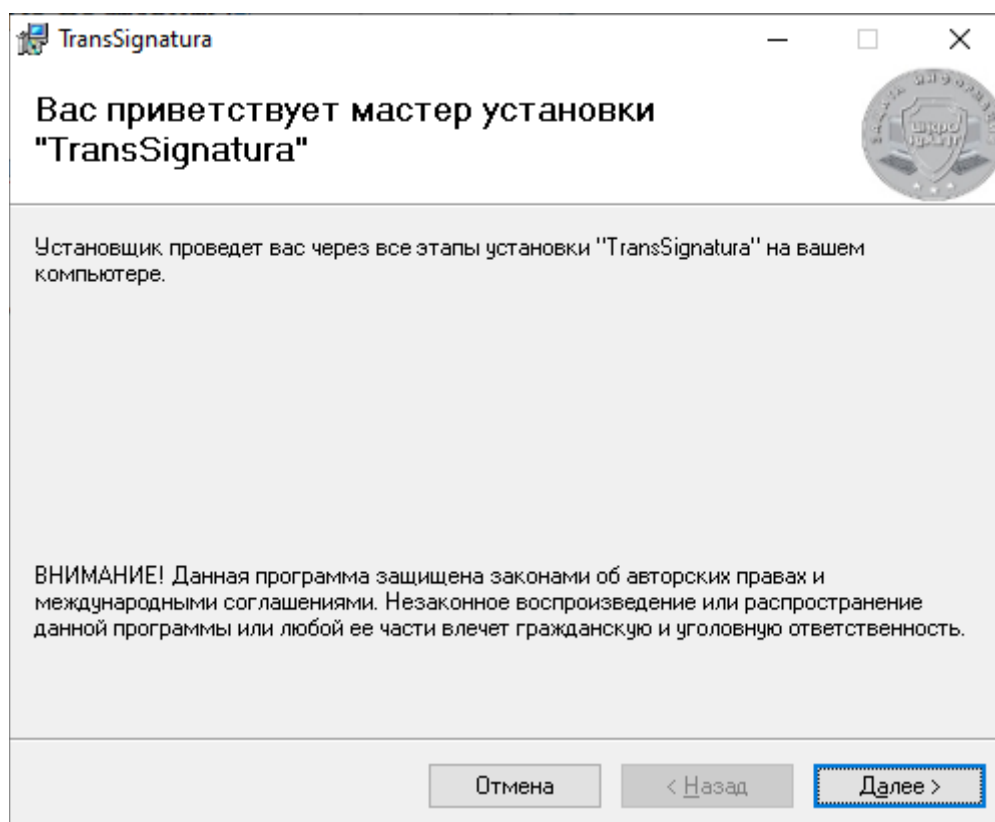 TransSignatura
Вас приветствует мастер установки
"TransSignatura"
Установщик проведет вас через все этапы установки "TransSignatura" на вашем
компьютере.
ВНИМАНИЕ! Данная программа защищена законами об авторских правах и
международными соглашениями. Незаконное воспроизведение или распространение
данной программы или любой ее части влечет гражданскую и уголовную ответственность.
Отмена
< Назад
Далее >